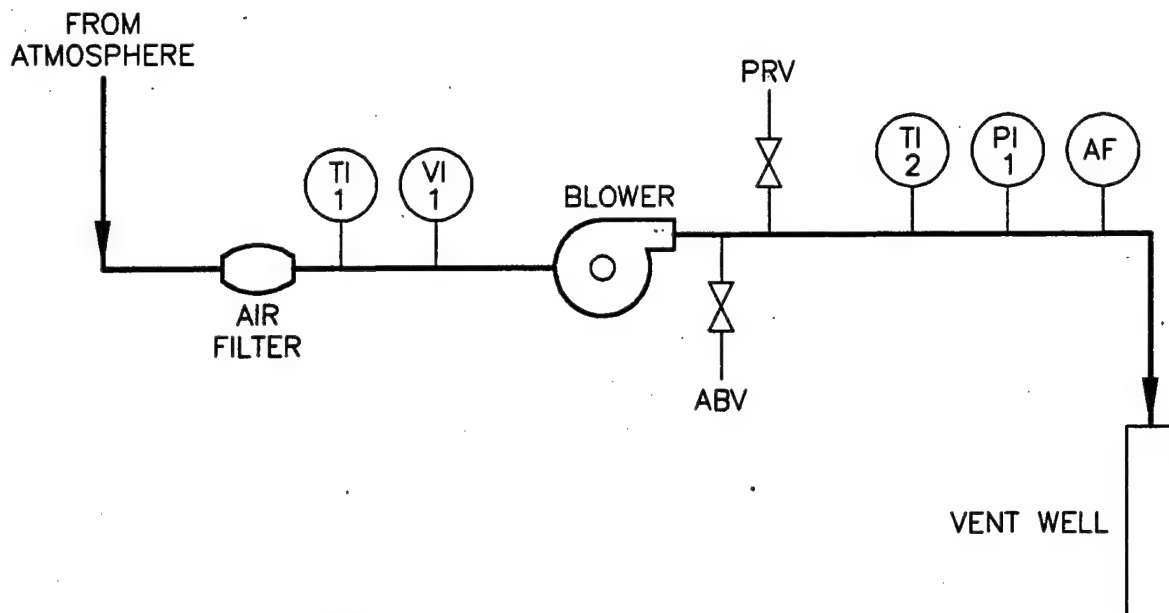 FROM
ATMOSPHERE
PRV
TI
1
VI
1
BLOWER
TI
2
PI
1
AF
AIR
FILTER
ABV
VENT WELL